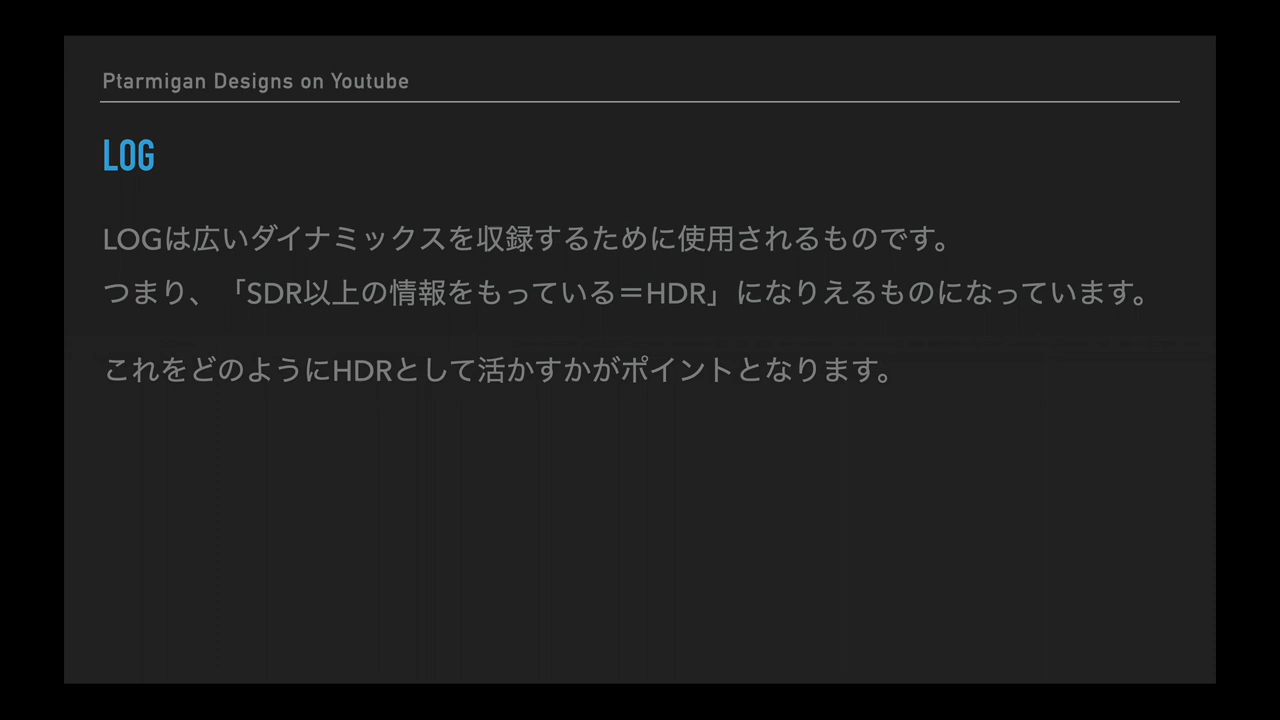 Ptarmigan Designs on Youtube
LOG
LOGは広いダイナミックスを収録するために使用されるものです。
つまり、「SDR以上の情報をもっている＝HDR」になりえるものになっています。
これをどのようにHDRとして活かすかがポイントとなります。